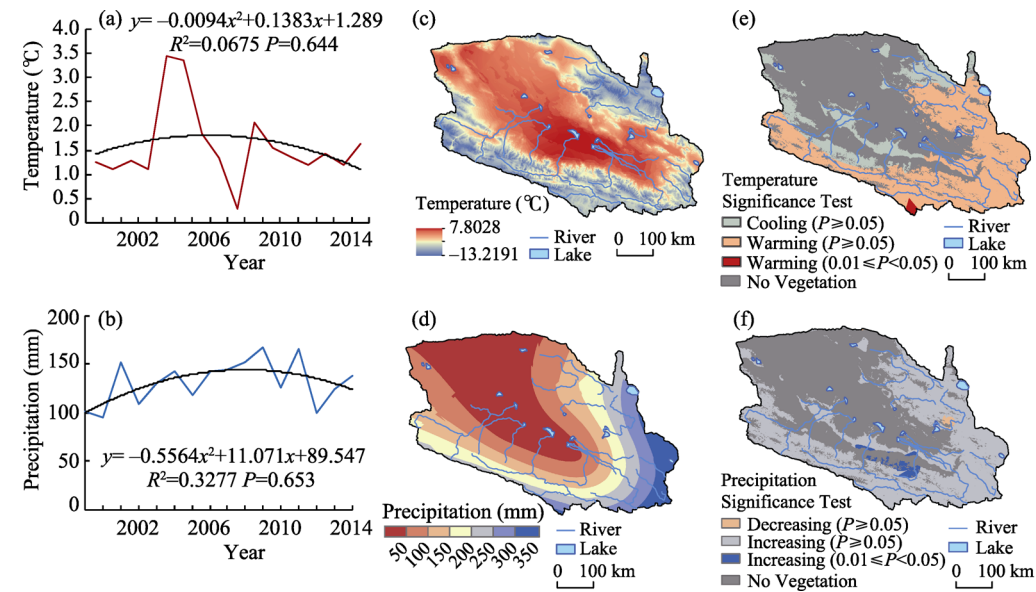 (a)
y= –0.0094x²+0.1383x+1.289
R²=0.0675 P=0.644
Temperature (℃)
4.0
3.5
3.0
2.5
2.0
1.5
1.0
0.5
0
2002 2006 2010 2014
Year
(c)
Temperature (℃)
7.8028
–13.2191
River
Lake
0 100 km
(e)
Temperature
Significance Test
Cooling (P≥0.05)
Warming (P≥0.05)
Warming (0.01≤P<0.05)
No Vegetation
River
Lake
0 100 km
(b)
Precipitation (mm)
200
150
100
50
0
y= –0.5564x²+11.071x+89.547
R²=0.3277 P=0.653
2002 2006 2010 2014
Year
(d)
Precipitation (mm)
50 100 150 200 250 300 350
River
Lake
0 100 km
(f)
Precipitation
Significance Test
Decreasing (P≥0.05)
Increasing (P≥0.05)
Increasing (0.01≤P<0.05)
No Vegetation
River
Lake
0 100 km